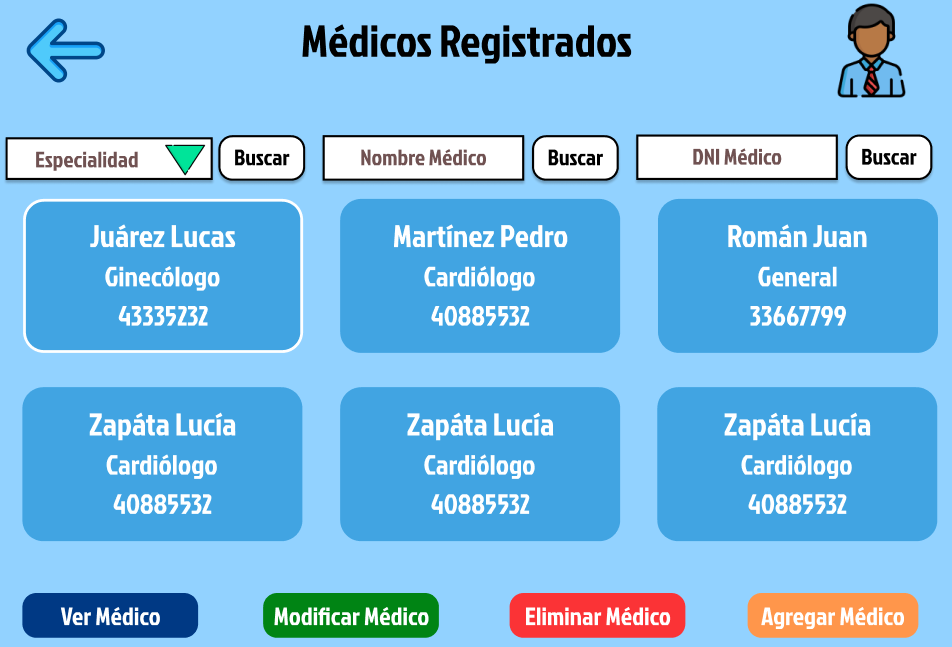 Médicos Registrados
Especialidad
Buscar
Nombre Médico
Buscar
DNI Médico
Buscar
Juárez Lucas
Ginecólogo
43335232
Martínez Pedro
Cardiólogo
40885532
Román Juan
General
33667799
Zapáta Lucía
Cardiólogo
40885532
Zapáta Lucía
Cardiólogo
40885532
Zapáta Lucía
Cardiólogo
40885532
Ver Médico
Modificar Médico
Eliminar Médico
Agregar Médico